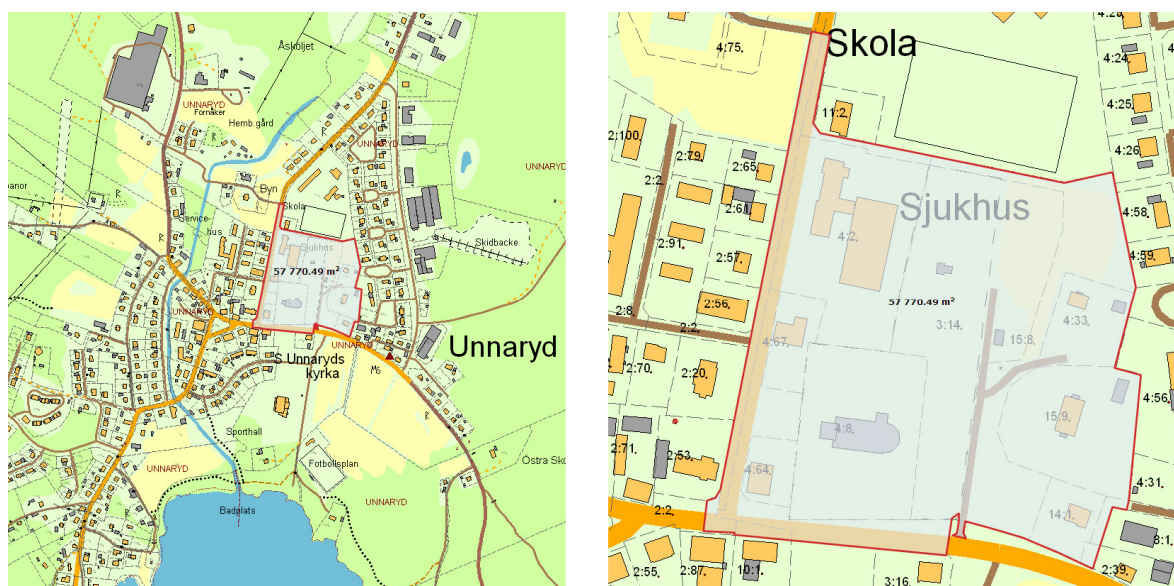 Åsköljet
UNNARYD
Fornåker
Hemb.gård
UNNARYD
UNNARYD
Byn
Skola
Service-
hus
Sjukhus
Skidbacke
57 770.49 m²
UNNARYD
UNNARYD
Unnaryd
S Unnaryds
kyrka
M6
Sporthall
Fotbollsplan
Östra Sko
UNNARYD
UNNARYD
Badplats
Skola
4:75.
4:23.
4:24.
11:2.
4:25.
2:100.
4:26.
2:79.
2:65.
2:2.
2:61.
Sjukhus
4:58.
4:2.
2:91.
4:59.
2:57.
57 770.49 m²
2:56.
4:33.
2:8.
3:14.
2:2.
15:8.
4:67.
2:70.
2:20.
4:56.
15:9.
4:8.
2:71.
2:53.
4:64.
4:31.
14:1.
2:2.
8:1.
2:55.
2:87.
10:1.
3:16.
2:39.